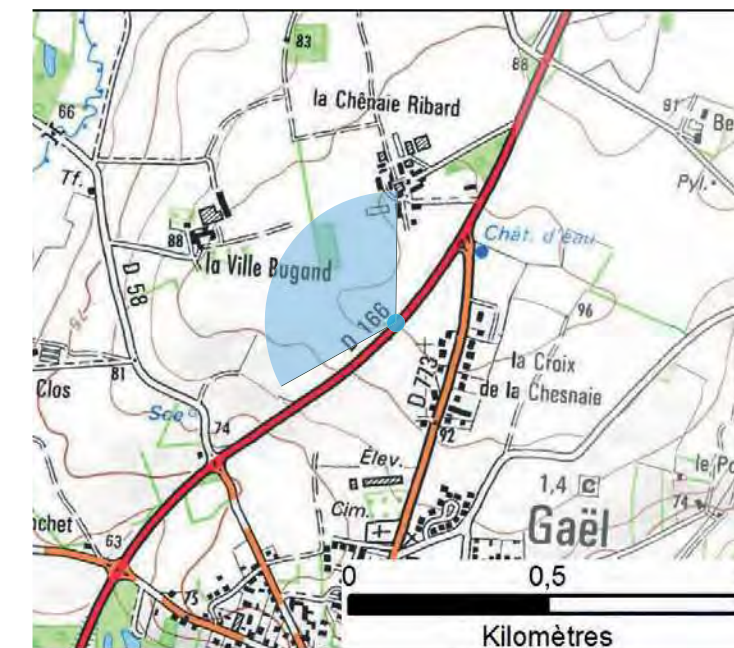 83
88
la Chênaie Ribard
66
91
Be
Tf.
Pyl.
Chât. d'eau
88
la Ville Bugand
D 58
D 166
75
96
81
D 773
la Croix
de la Chesnaie
Clos
Sce
74
92
Élev.
le Po
1,4 C
74
Cim.
Gaël
nchet
63
75
0
0,5
Kilomètres